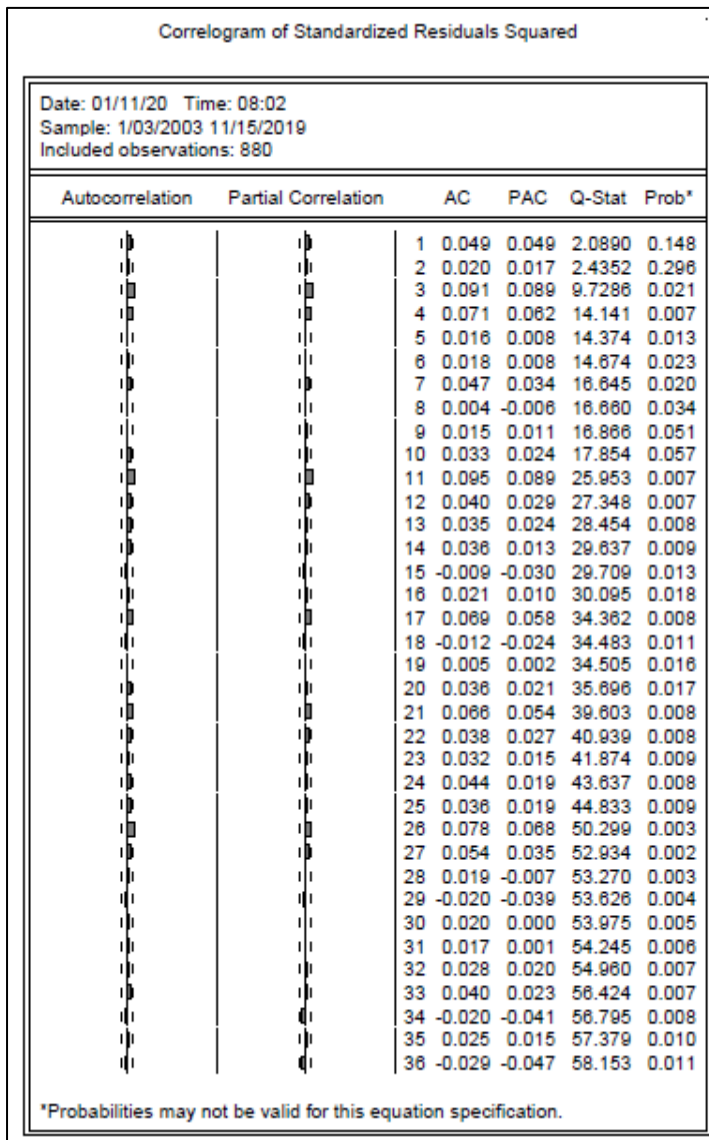 Correlogram of Standardized Residuals Squared
Date: 01/11/20 Time: 08:02
Sample: 1/03/2003 11/15/2019
Included observations: 880
Autocorrelation Partial Correlation AC PAC Q-Stat Prob*
1 0.049 0.049 2.0890 0.148
2 0.020 0.017 2.4352 0.296
3 0.091 0.089 9.7286 0.021
4 0.071 0.062 14.141 0.007
5 0.016 0.008 14.374 0.013
6 0.018 0.008 14.674 0.023
7 0.047 0.034 16.645 0.020
8 0.004 -0.006 16.660 0.034
9 0.015 0.011 16.866 0.051
10 0.033 0.024 17.854 0.057
11 0.095 0.089 25.953 0.007
12 0.040 0.029 27.348 0.007
13 0.035 0.024 28.454 0.008
14 0.036 0.013 29.637 0.009
15 -0.009 -0.030 29.709 0.013
16 0.021 0.010 30.095 0.018
17 0.069 0.058 34.362 0.008
18 -0.012 -0.024 34.483 0.011
19 0.005 0.002 34.505 0.016
20 0.036 0.021 35.696 0.017
21 0.066 0.054 39.603 0.008
22 0.038 0.027 40.939 0.008
23 0.032 0.015 41.874 0.009
24 0.044 0.019 43.637 0.008
25 0.036 0.019 44.833 0.009
26 0.078 0.068 50.299 0.003
27 0.054 0.035 52.934 0.002
28 0.019 -0.007 53.270 0.003
29 -0.020 -0.039 53.626 0.004
30 0.020 0.000 53.975 0.005
31 0.017 0.001 54.245 0.006
32 0.028 0.020 54.960 0.007
33 0.040 0.023 56.424 0.007
34 -0.020 -0.041 56.795 0.008
35 0.025 0.015 57.379 0.010
36 -0.029 -0.047 58.153 0.011
*Probabilities may not be valid for this equation specification.